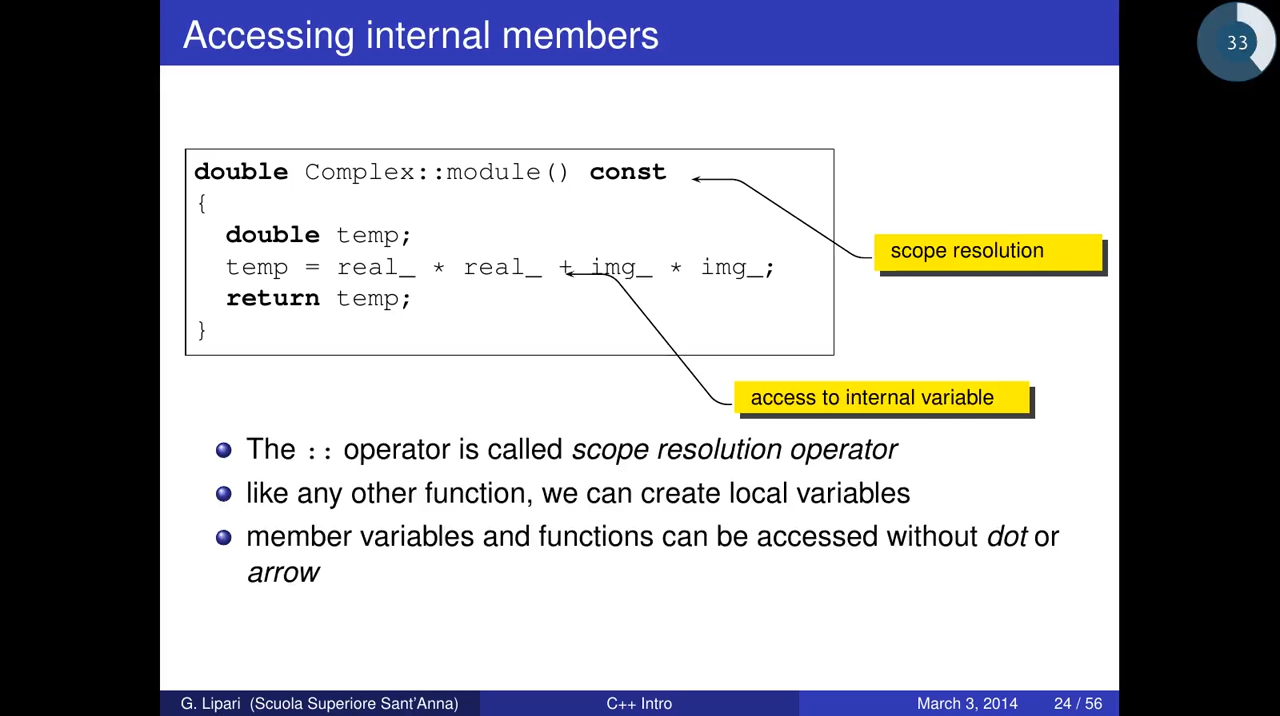 Accessing internal members
33
double Complex::module() const
{
double temp;
temp = real_ * real_ + img_ * img_;
return temp;
}
scope resolution
access to internal variable
The :: operator is called scope resolution operator
like any other function, we can create local variables
member variables and functions can be accessed without dot or
arrow
G. Lipari (Scuola Superiore Sant'Anna)
C++ Intro
March 3, 2014
24 / 56